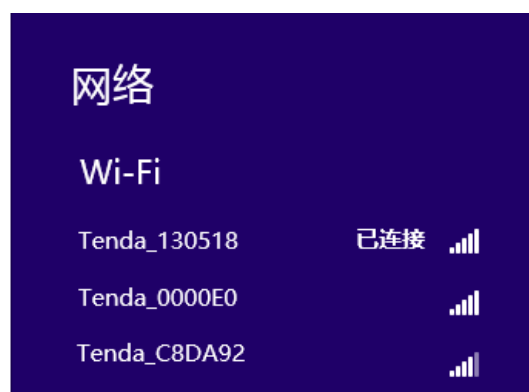 网络
Wi-Fi
Tenda_130518 已连接
Tenda_0000E0
Tenda_C8DA92